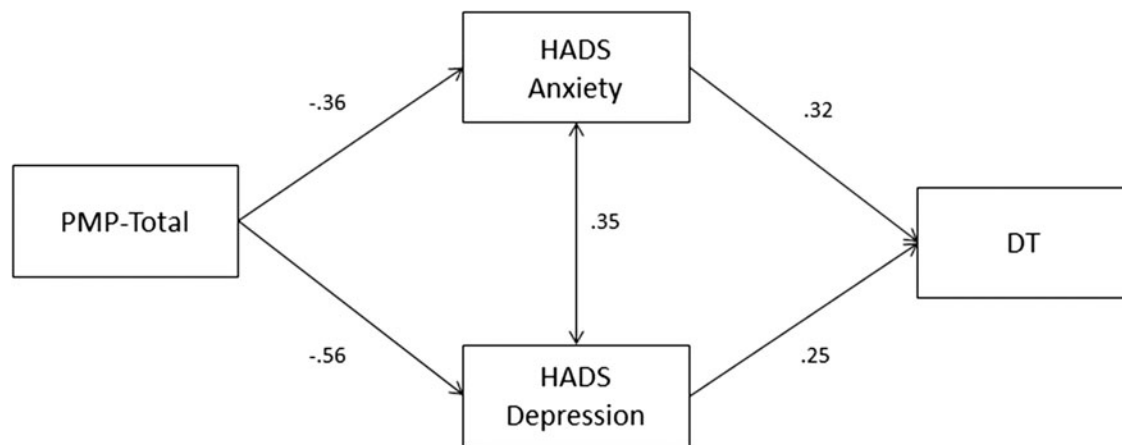 HADS
Anxiety
-.36
.32
PMP-Total
.35
DT
-.56
.25
HADS
Depression